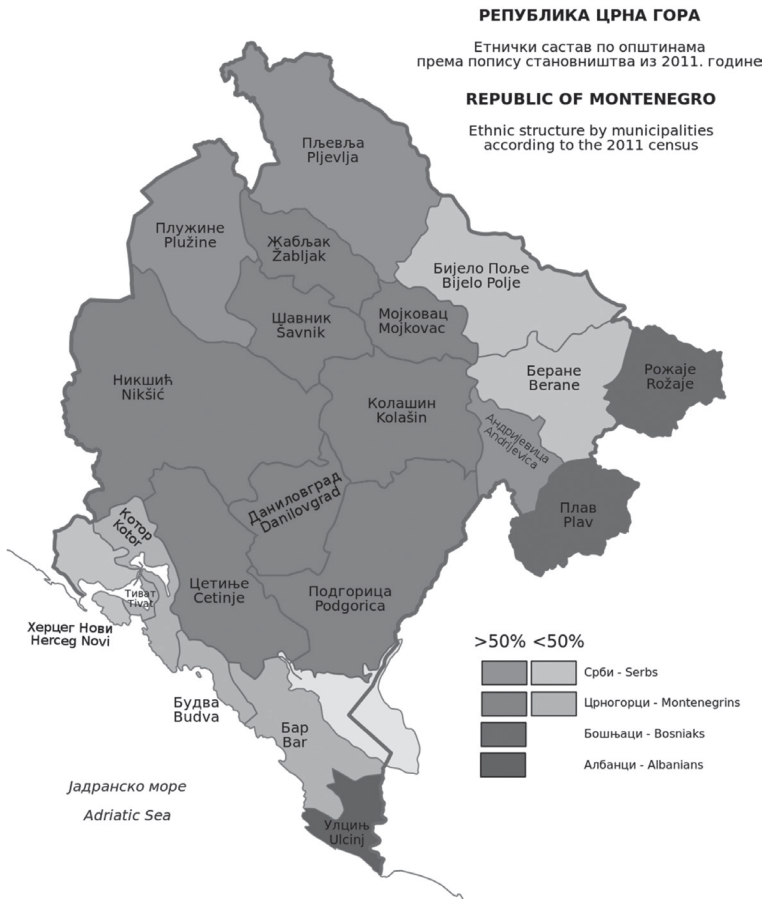 РЕПУБЛИКА ЦРНА ГОРА
Етнички састав по општинама
према попису становништва из 2011. године
REPUBLIC OF MONTENEGRO
Ethnic structure by municipalities
according to the 2011 census
Пљевља
Pljevlja
Плужине
Plužine
Жабљак
Žabljak
Бијело Поље
Bijelo Polje
Шавник
Šavnik
Мојковац
Mojkovac
Никшић
Nikšić
Беране
Berane
Рожаје
Rožaje
Колашин
Kolašin
Андријевица
Andrijevica
Даниловград
Danilovgrad
Плав
Plav
Котор
Kotor
Цетиње
Cetinje
Подгорица
Podgorica
Тиват
Tivat
Херцег Нови
Herceg Novi
Будва
Budva
Бар
Bar
Улцињ
Ulcinj
Јадранско море
Adriatic Sea
>50% <50%
Срби - Serbs
Црногорци - Montenegrins
Бошњаци - Bosniaks
Албанци - Albanians